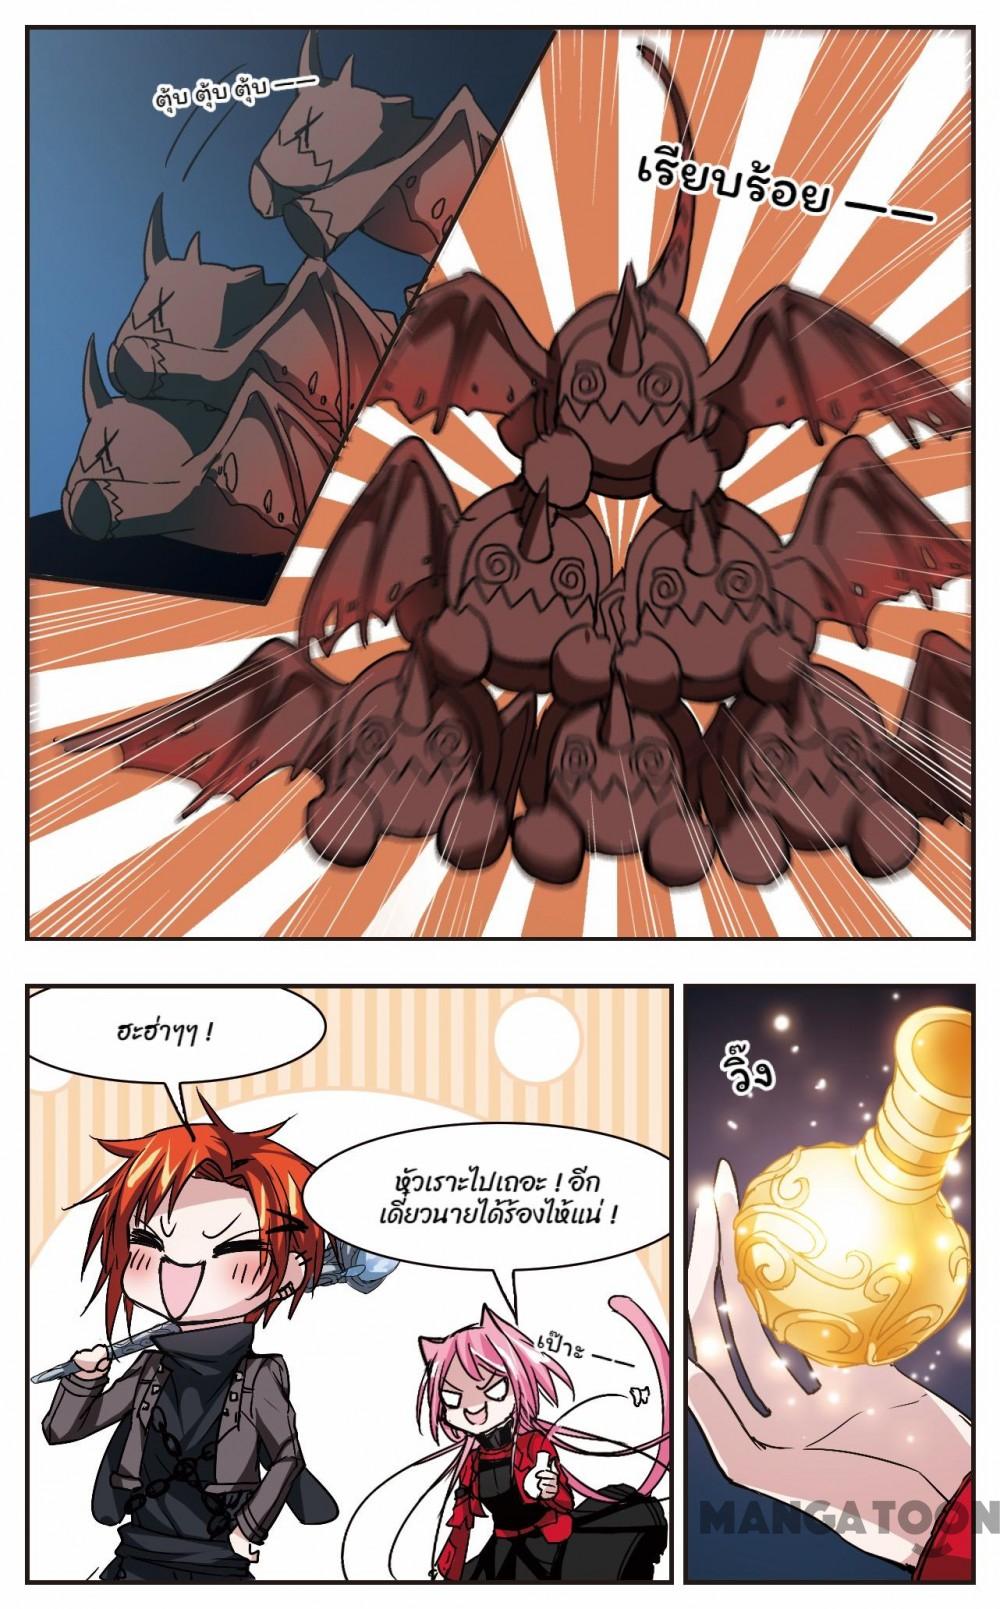 ตุ้บ ตุ้บ ตุ้บ ——
เรียบร้อย ——
ฮะฮ่าๆๆ !
หัวเราะไปเถอะ ! อีก
เดี๋ยวนายได้ร้องไห้แน่ !
เป๊าะ ——
วิ๊ง
MANGATOON